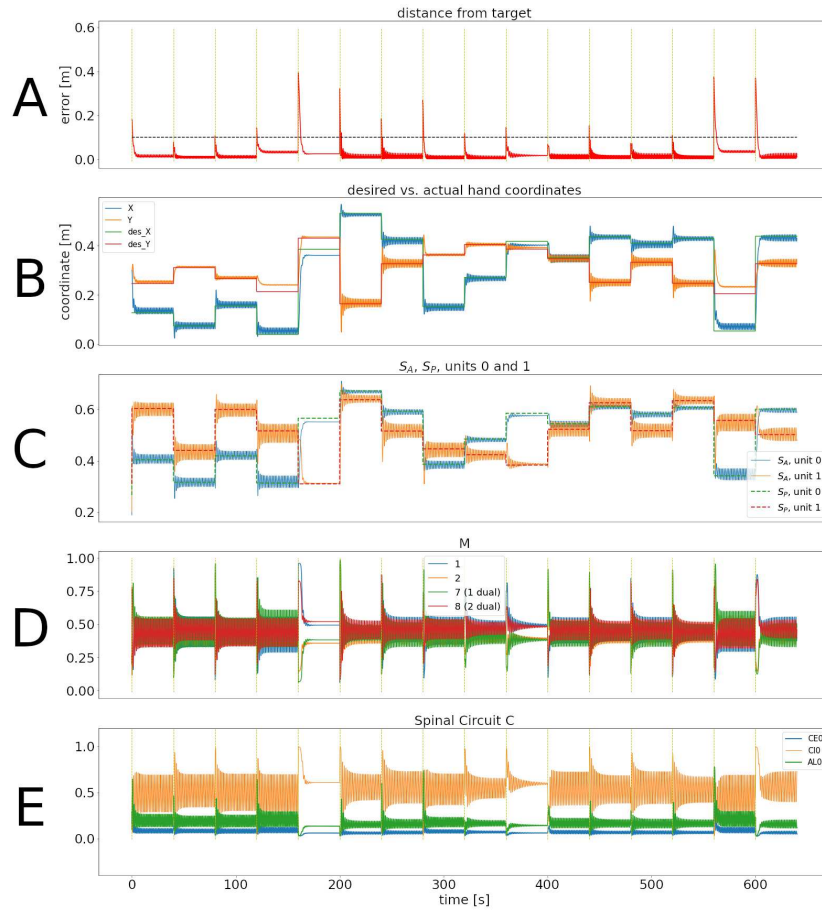 distance from target
A
error [m]
0.6
0.4
0.2
0.0
desired vs. actual hand coordinates
B
coordinate [m]
0.4
0.2
0.0
X
Y
des_X
des_Y
S_A, S_P, units 0 and 1
C
0.6
0.4
0.2
S_A, unit 0
S_A, unit 1
S_P, unit 0
S_P, unit 1
M
D
1.00
0.75
0.50
0.25
0.00
1
2
7 (1 dual)
8 (2 dual)
Spinal Circuit C
E
1.0
0.5
0.0
CE0
CI0
AL0
0 100 200 300 400 500 600
time [s]